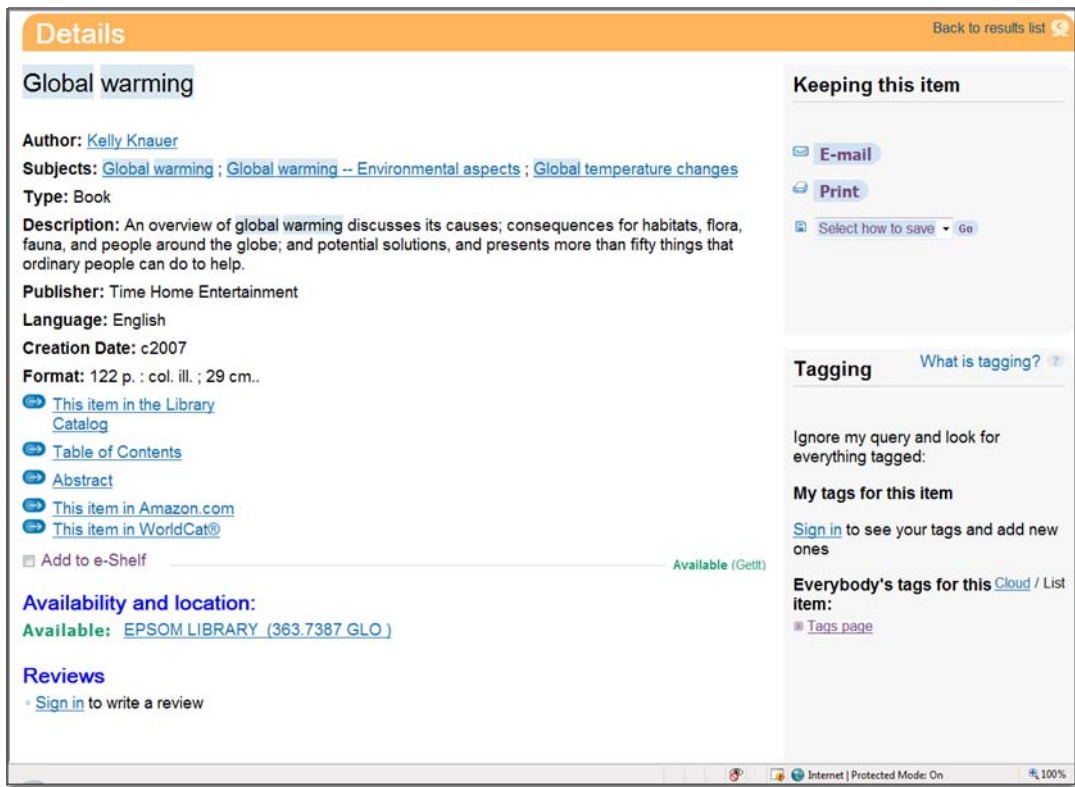 Details
Back to results list
Global warming
Author: Kelly Knauer
Subjects: Global warming ; Global warming -- Environmental aspects ; Global temperature changes
Type: Book
Description: An overview of global warming discusses its causes; consequences for habitats, flora,
fauna, and people around the globe; and potential solutions, and presents more than fifty things that
ordinary people can do to help.
Publisher: Time Home Entertainment
Language: English
Creation Date: c2007
Format: 122 p. : col. ill. ; 29 cm..
This item in the Library
Catalog
Table of Contents
Abstract
This item in Amazon.com
This item in WorldCat®
Add to e-Shelf
Available (GetIt)
Availability and location:
Available: EPSOM LIBRARY (363.7387 GLO )
Reviews
Sign in to write a review
Keeping this item
E-mail
Print
Select how to save Go
Tagging
What is tagging? ?
Ignore my query and look for
everything tagged:
My tags for this item
Sign in to see your tags and add new
ones
Everybody's tags for this Cloud / List
item:
Tags page
Internet | Protected Mode: On
100%